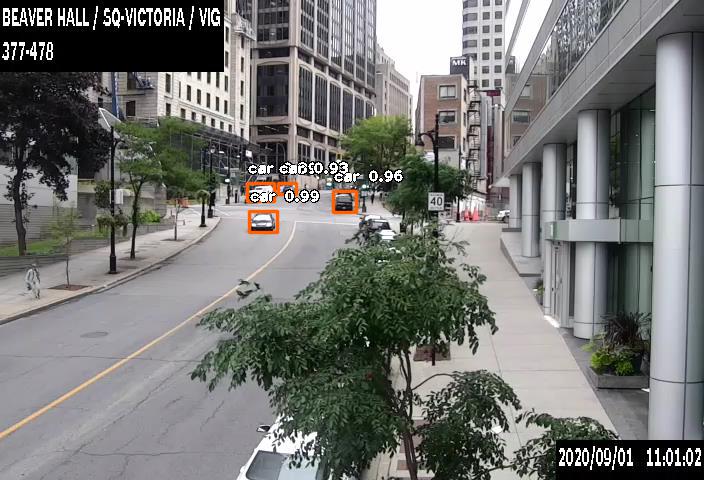 BEAVER HALL / SQ-VICTORIA / VIG
377-478
MK
car 0.93
car 0.96
car 0.99
40
2020/09/01 11:01:02